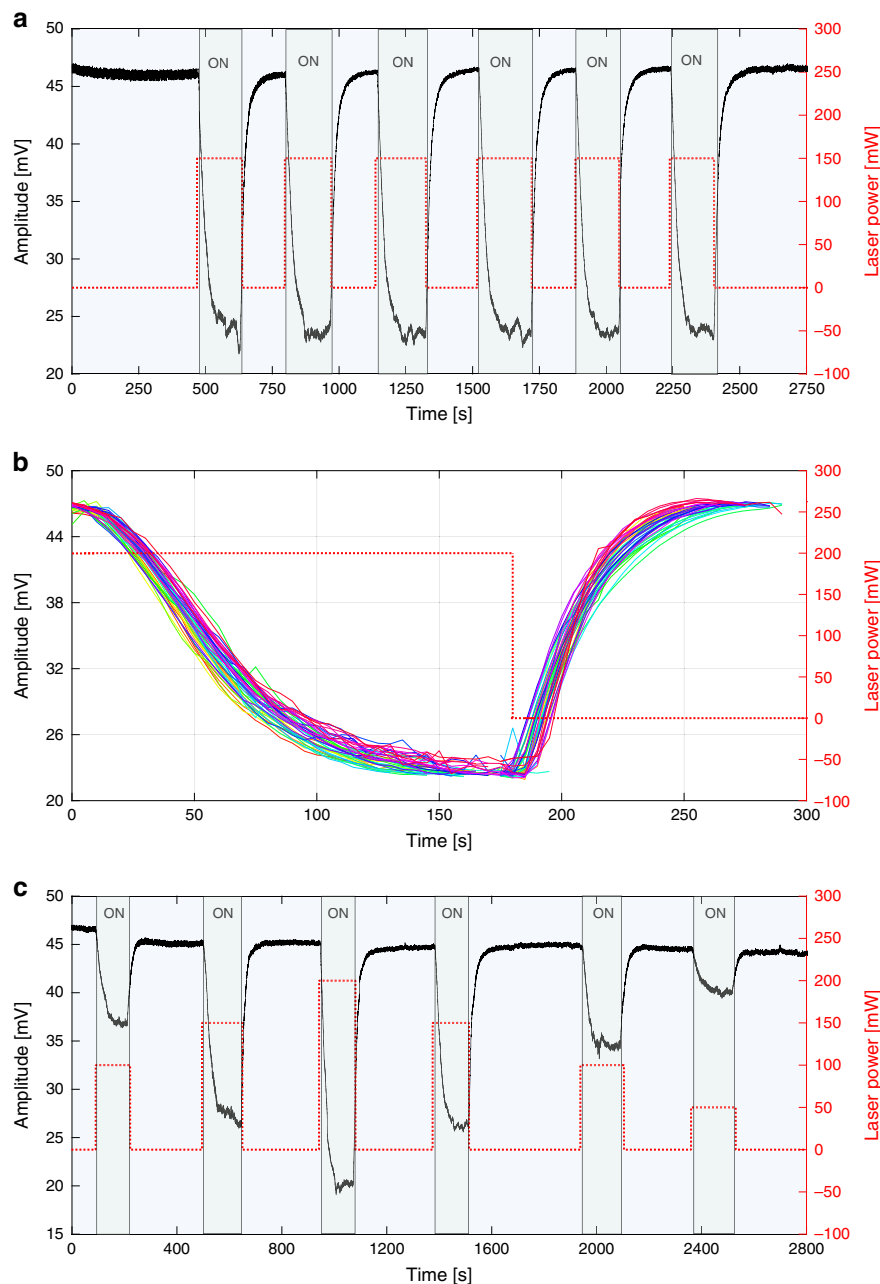 a
50
45
40
35
30
25
20
Amplitude [mV]
ON ON ON ON ON ON
300
250
200
150
100
50
0
−50
−100
Laser power [mW]
0 250 500 750 1000 1250 1500 1750 2000 2250 2500 2750
Time [s]
b
50
44
38
32
26
20
Amplitude [mV]
300
250
200
150
100
50
0
−50
−100
Laser power [mW]
0 50 100 150 200 250 300
Time [s]
c
50
45
40
35
30
25
20
15
Amplitude [mV]
ON ON ON ON ON ON
300
250
200
150
100
50
0
−50
−100
Laser power [mW]
0 400 800 1200 1600 2000 2400 2800
Time [s]